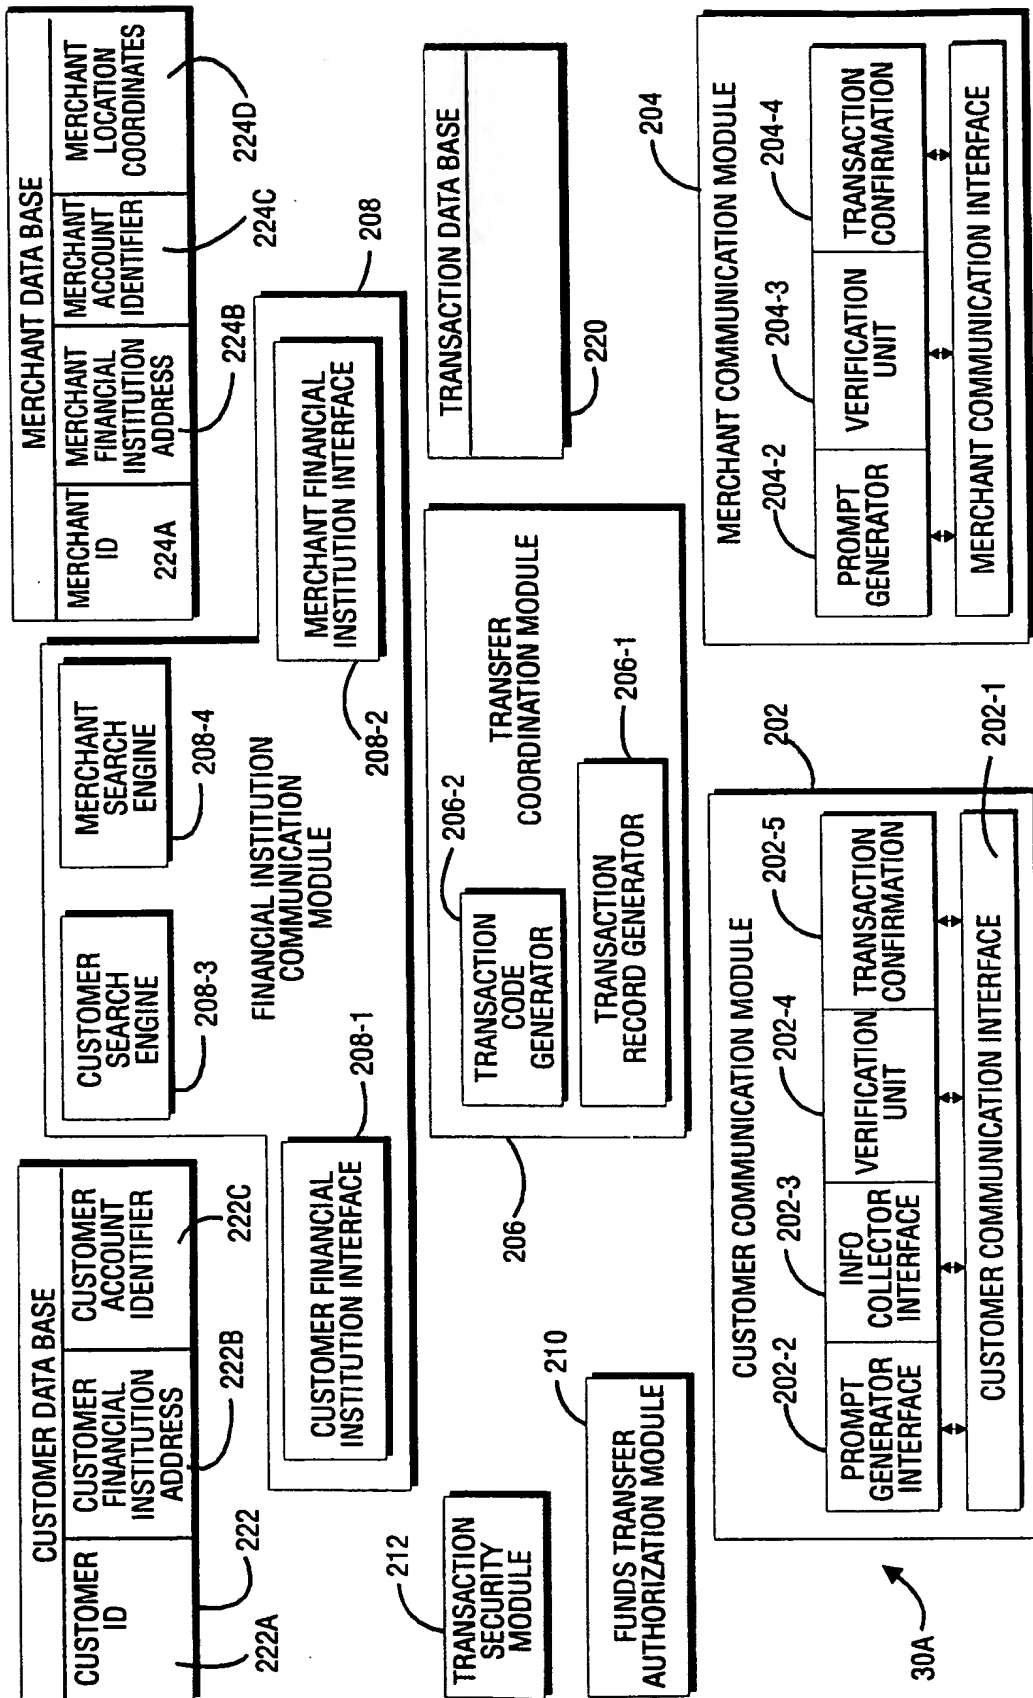 CUSTOMER DATA BASE
CUSTOMER
ID
222A
CUSTOMER
FINANCIAL
INSTITUTION
ADDRESS
222B
CUSTOMER
ACCOUNT
IDENTIFIER
222C
222
MERCHANT DATA BASE
MERCHANT
ID
224A
MERCHANT
FINANCIAL
INSTITUTION
ADDRESS
224B
MERCHANT
ACCOUNT
IDENTIFIER
224C
MERCHANT
LOCATION
COORDINATES
224D
CUSTOMER
SEARCH
ENGINE
208-3
MERCHANT
SEARCH
ENGINE
208-4
FINANCIAL INSTITUTION
COMMUNICATION
MODULE
208-1
CUSTOMER FINANCIAL
INSTITUTION INTERFACE
208-2
MERCHANT FINANCIAL
INSTITUTION INTERFACE
208
212
TRANSACTION
SECURITY
MODULE
210
FUNDS TRANSFER
AUTHORIZATION MODULE
206
206-2
TRANSACTION
CODE
GENERATOR
TRANSFER
COORDINATION MODULE
TRANSACTION
RECORD GENERATOR
206-1
TRANSACTION DATA BASE
220
30A
CUSTOMER COMMUNICATION MODULE
202
202-2
202-3
202-4
202-5
PROMPT
GENERATOR
INTERFACE
INFO
COLLECTOR
INTERFACE
VERIFICATION
UNIT
TRANSACTION
CONFIRMATION
CUSTOMER COMMUNICATION INTERFACE
202-1
MERCHANT COMMUNICATION MODULE
204
204-2
204-3
204-4
PROMPT
GENERATOR
VERIFICATION
UNIT
TRANSACTION
CONFIRMATION
MERCHANT COMMUNICATION INTERFACE